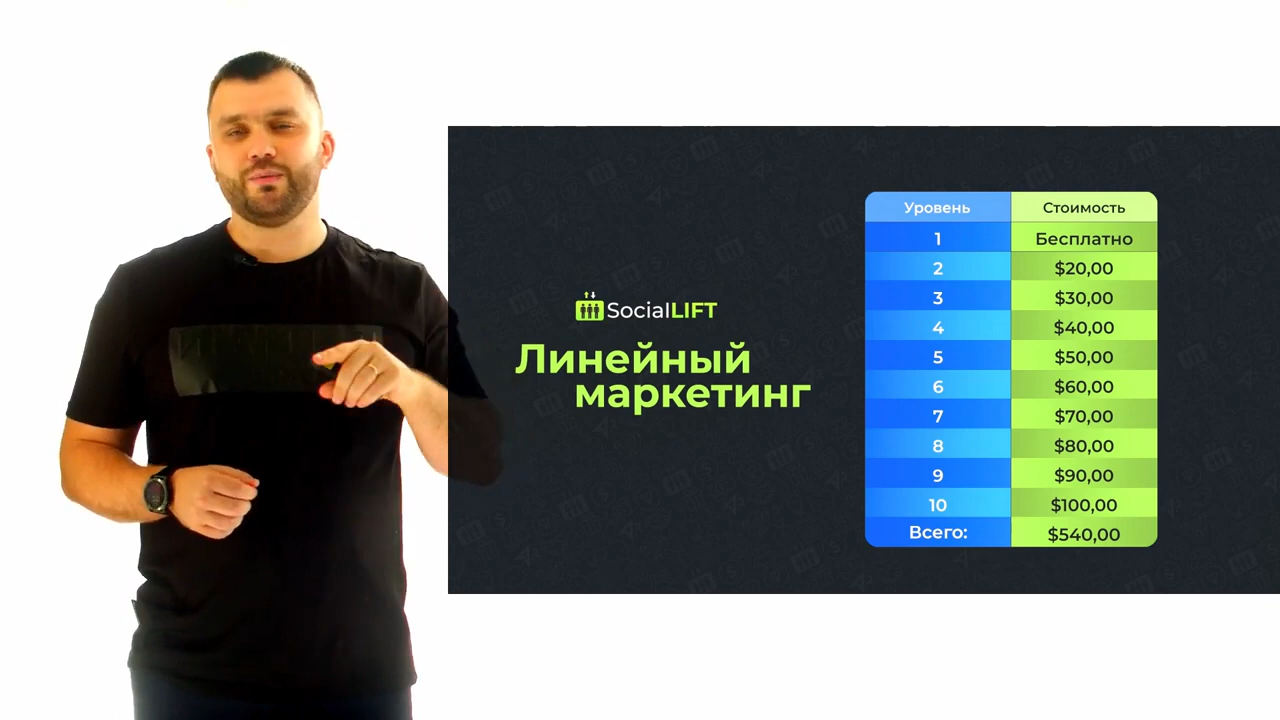 SocialLIFT
Линейный
маркетинг
Уровень Стоимость
1 Бесплатно
2 $20,00
3 $30,00
4 $40,00
5 $50,00
6 $60,00
7 $70,00
8 $80,00
9 $90,00
10 $100,00
Всего: $540,00